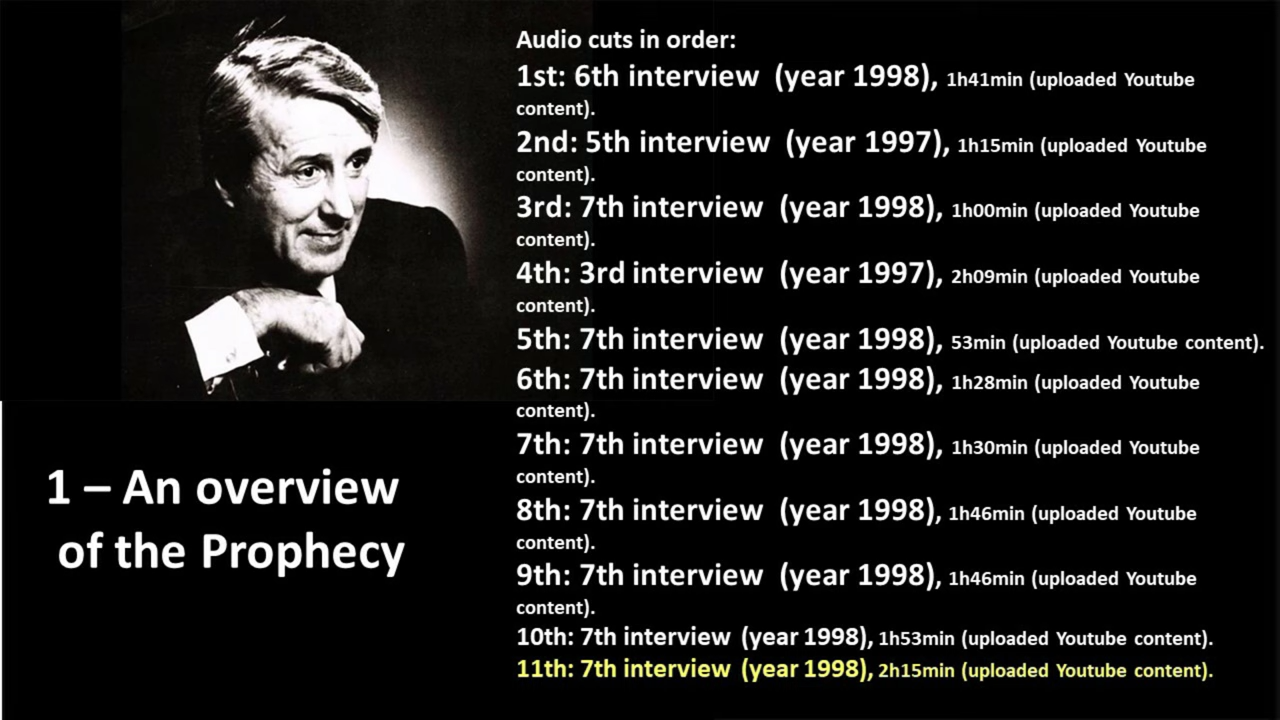 Audio cuts in order:
1st: 6th interview (year 1998), 1h41min (uploaded Youtube
content).
2nd: 5th interview (year 1997), 1h15min (uploaded Youtube
content).
3rd: 7th interview (year 1998), 1h00min (uploaded Youtube
content).
4th: 3rd interview (year 1997), 2h09min (uploaded Youtube
content).
5th: 7th interview (year 1998), 53min (uploaded Youtube content).
6th: 7th interview (year 1998), 1h28min (uploaded Youtube
content).
7th: 7th interview (year 1998), 1h30min (uploaded Youtube
content).
8th: 7th interview (year 1998), 1h46min (uploaded Youtube
content).
9th: 7th interview (year 1998), 1h46min (uploaded Youtube
content).
10th: 7th interview (year 1998), 1h53min (uploaded Youtube content).
11th: 7th interview (year 1998), 2h15min (uploaded Youtube content).
1 – An overview
of the Prophecy